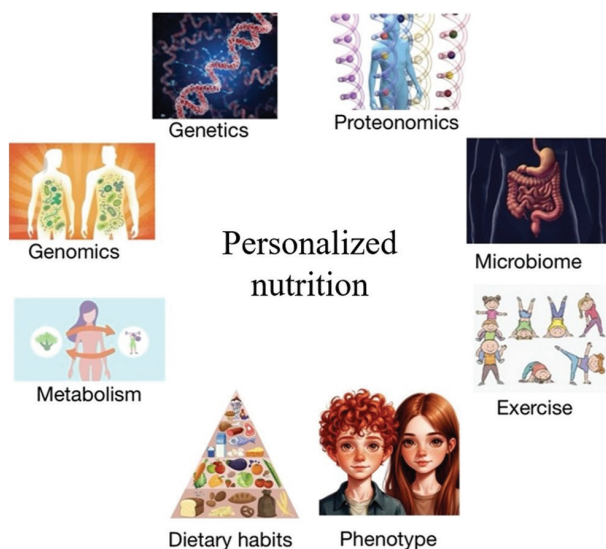 Genetics
Proteonomics
Genomics
Microbiome
Personalized
nutrition
Metabolism
Exercise
Dietary habits
Phenotype